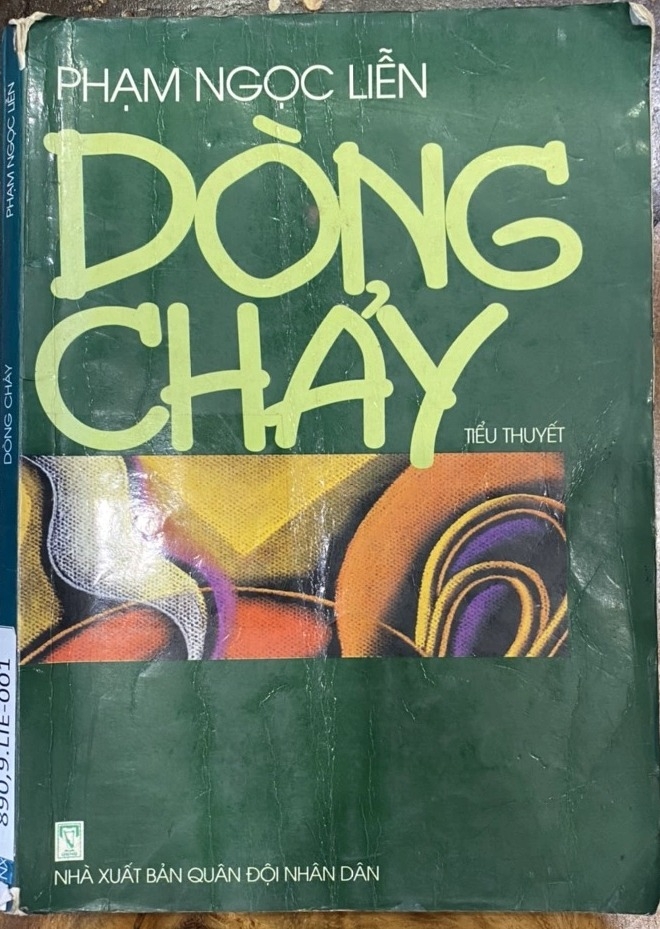 PHẠM NGỌC LIỄN
DÒNG
CHẢY
TIỂU THUYẾT
NHÀ XUẤT BẢN QUÂN ĐỘI NHÂN DÂN
PHẠM NGỌC LIỄN
DÒNG CHẢY
890,9.LIE-001